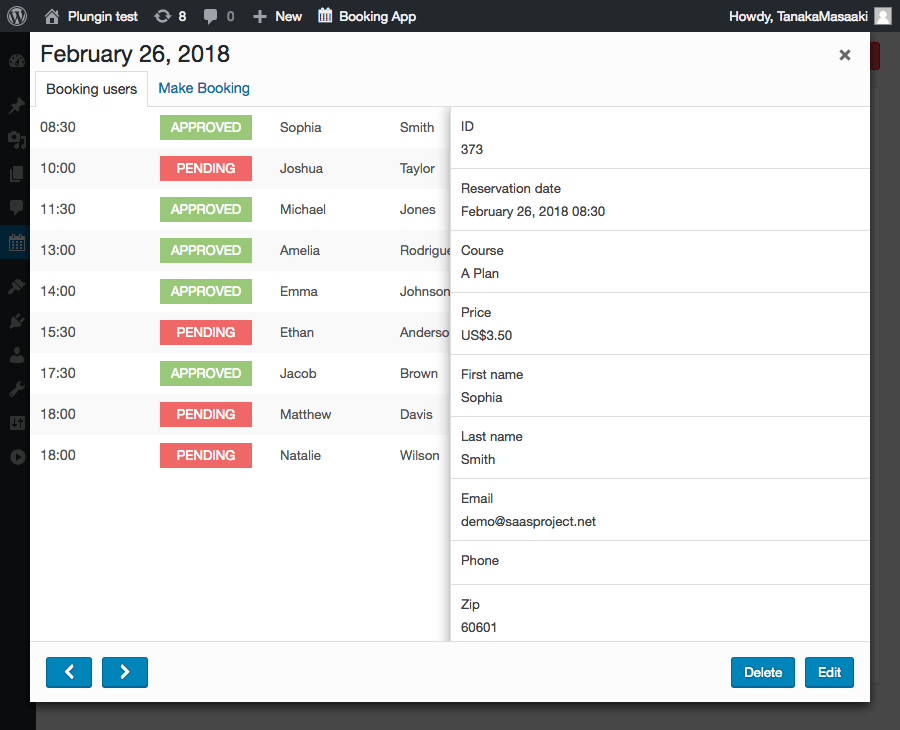 Plungin test 8 0 New Booking App Howdy, TanakaMasaaki
February 26, 2018
Booking users Make Booking
08:30 APPROVED Sophia Smith
10:00 PENDING Joshua Taylor
11:30 APPROVED Michael Jones
13:00 APPROVED Amelia Rodrigue
14:00 APPROVED Emma Johnson
15:30 PENDING Ethan Anderso
17:30 APPROVED Jacob Brown
18:00 PENDING Matthew Davis
18:00 PENDING Natalie Wilson
ID
373
Reservation date
February 26, 2018 08:30
Course
A Plan
Price
US$3.50
First name
Sophia
Last name
Smith
Email
demo@saasproject.net
Phone
Zip
60601
Delete Edit